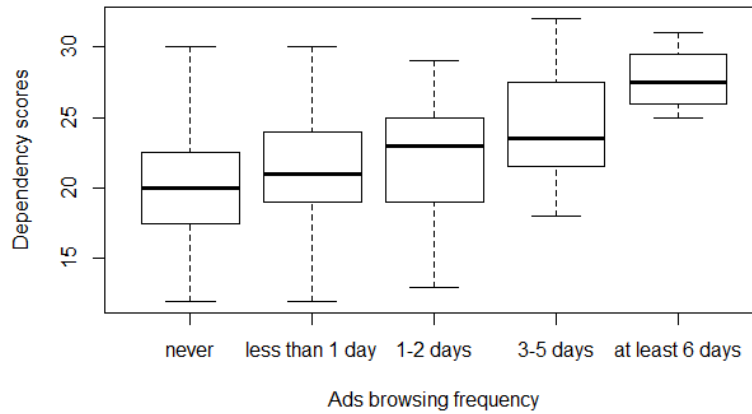 Dependency scores
30
25
20
15
never less than 1 day 1-2 days 3-5 days at least 6 days
Ads browsing frequency